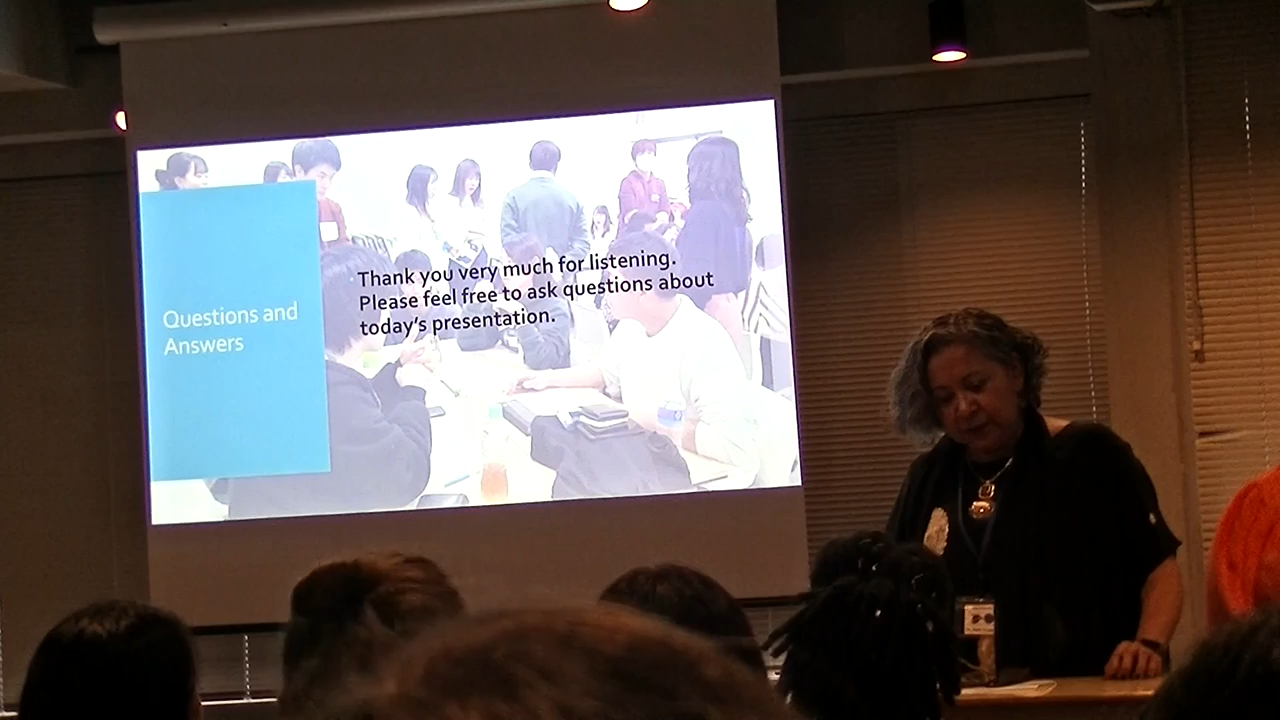 Questions and
Answers
Thank you very much for listening.
Please feel free to ask questions about
today's presentation.